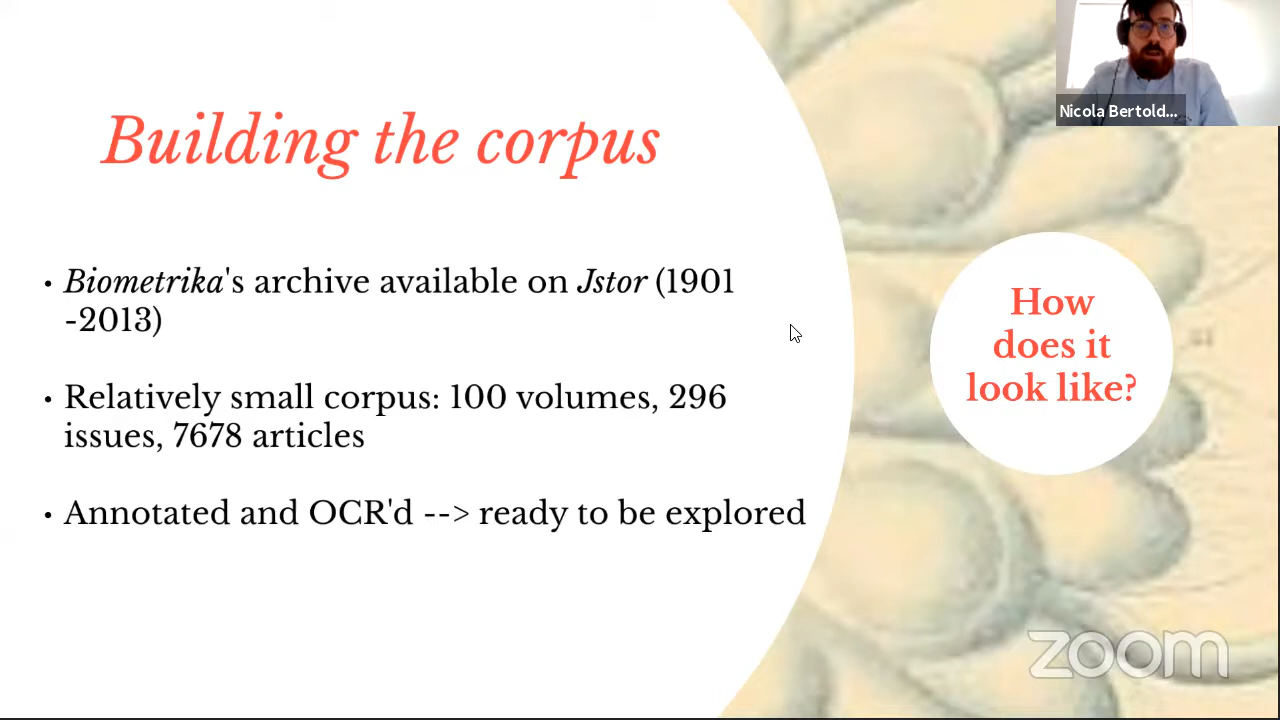 Building the corpus
• Biometrika's archive available on Jstor (1901
-2013)
• Relatively small corpus: 100 volumes, 296
issues, 7678 articles
• Annotated and OCR'd --> ready to be explored
How
does it
look like?
Nicola Bertold...
zoom